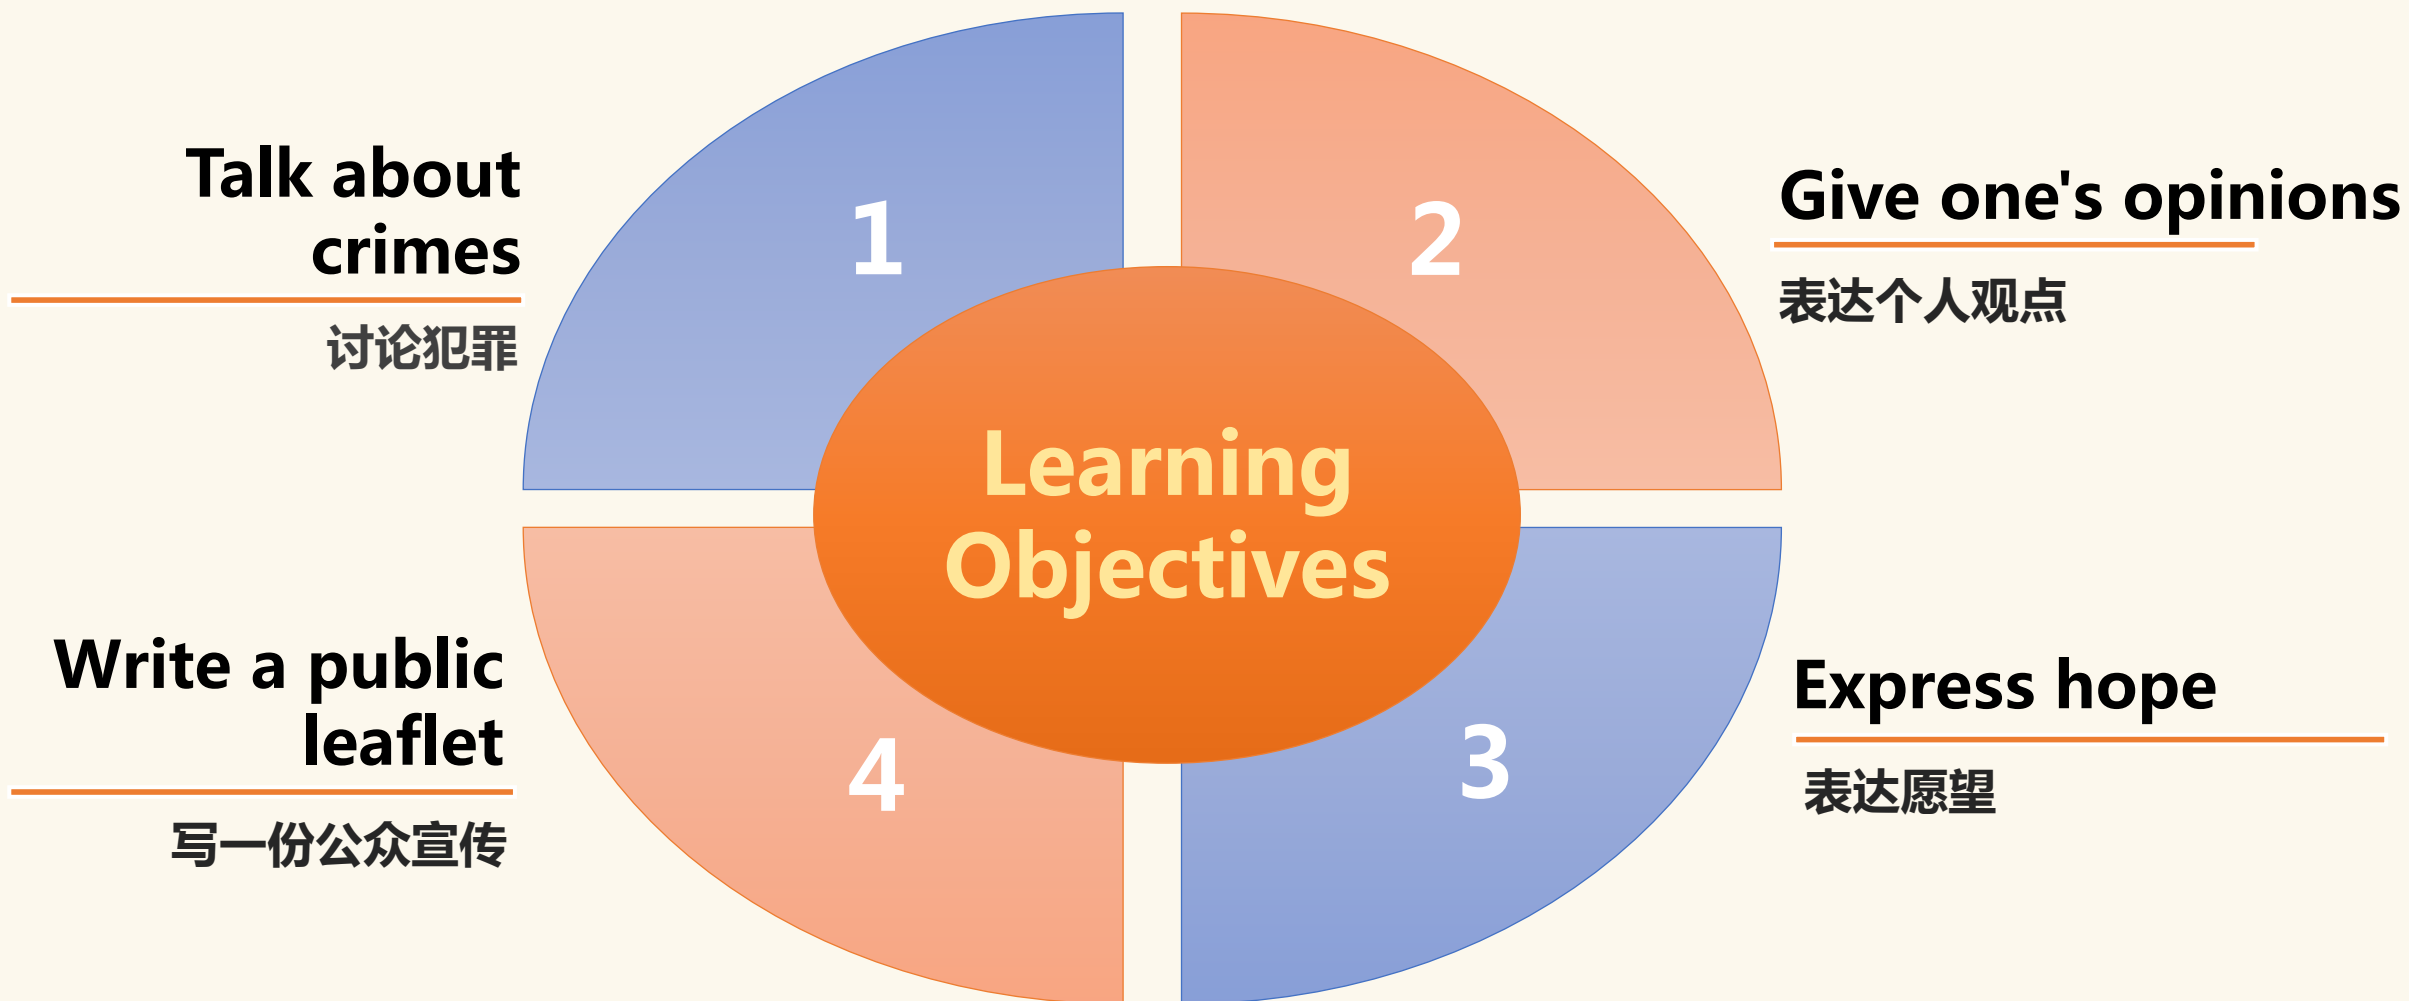 Talk about
crimes
讨论犯罪
1
2
Give one's opinions
表达个人观点
Learning
Objectives
Write a public
leaflet
写一份公众宣传
4
3
Express hope
表达愿望